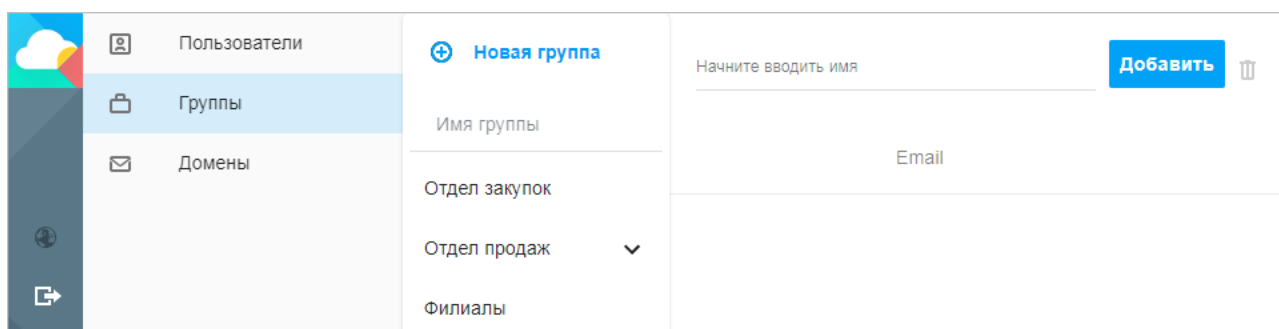 Пользователи
Группы
Домены
Новая группа
Имя группы
Отдел закупок
Отдел продаж
Филиалы
Начните вводить имя
Добавить
Email